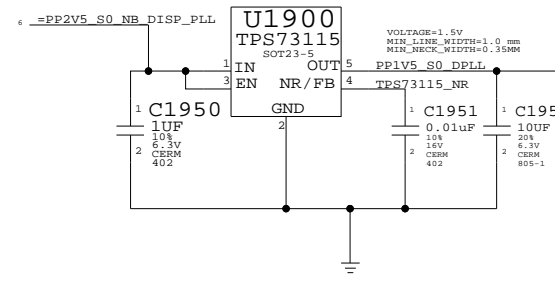 6 =PP2V5_S0_NB_DISP_PLL
U1900
TPS73115
SOT23-5
1 IN OUT 5
3 EN NR/FB 4
GND
2
VOLTAGE=1.5V
MIN_LINE_WIDTH=1.0 mm
MIN_NECK_WIDTH=0.35MM
PP1V5_S0_DPLL
TPS73115_NR
1 C1950
1UF
10%
6.3V
2 CERM
402
1 C1951
0.01uF
10%
16V
2 CERM
402
1 C195
10UF
20%
6.3V
2 CERM
805-1